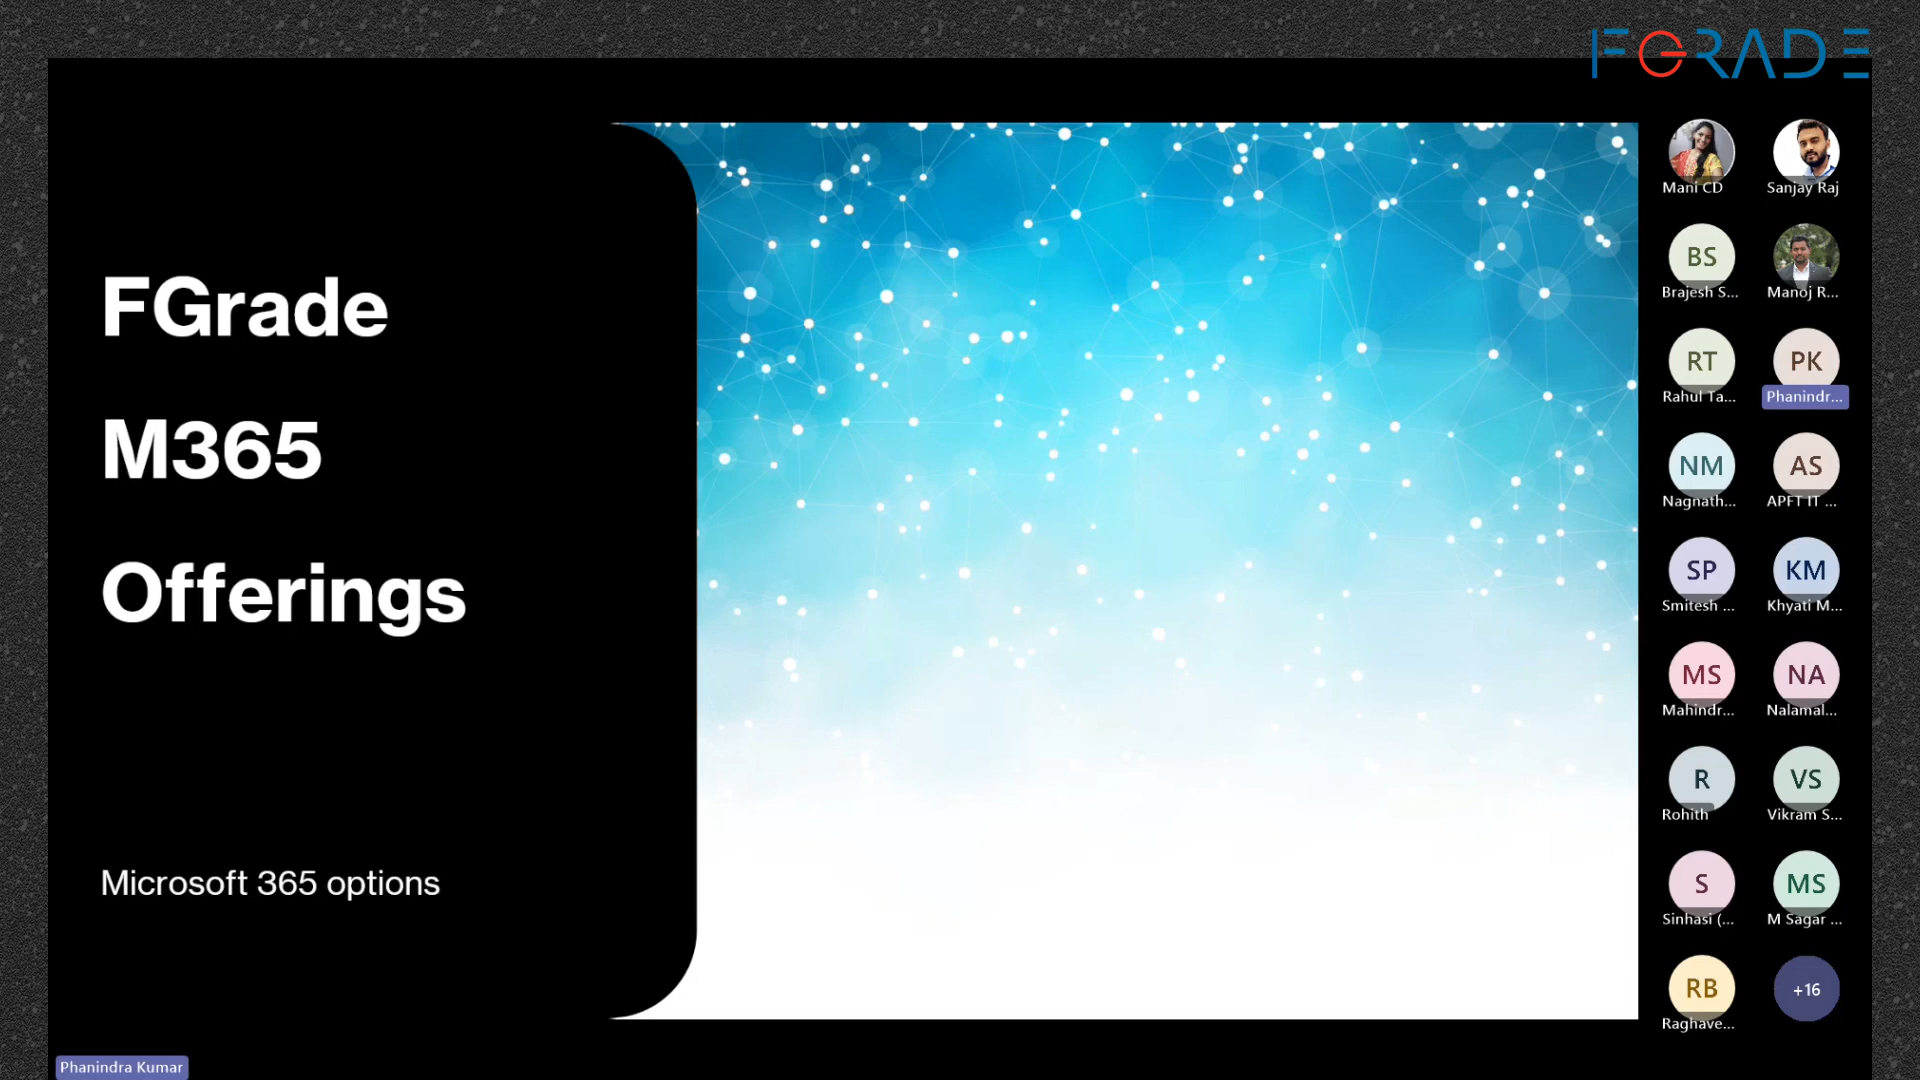 FGRADE
FGrade
M365
Offerings
Microsoft 365 options
Mani CD
Sanjay Raj
BS
Brajesh S...
Manoj R...
RT
Rahul Ta...
PK
Phanindr...
NM
Nagnath...
AS
APFT IT ...
SP
Smitesh ...
KM
Khyati M...
MS
Mahindr...
NA
Nalamal...
R
Rohith
VS
Vikram S...
S
Sinhasi (...
MS
M Sagar ...
RB
Raghave...
+16
Phanindra Kumar